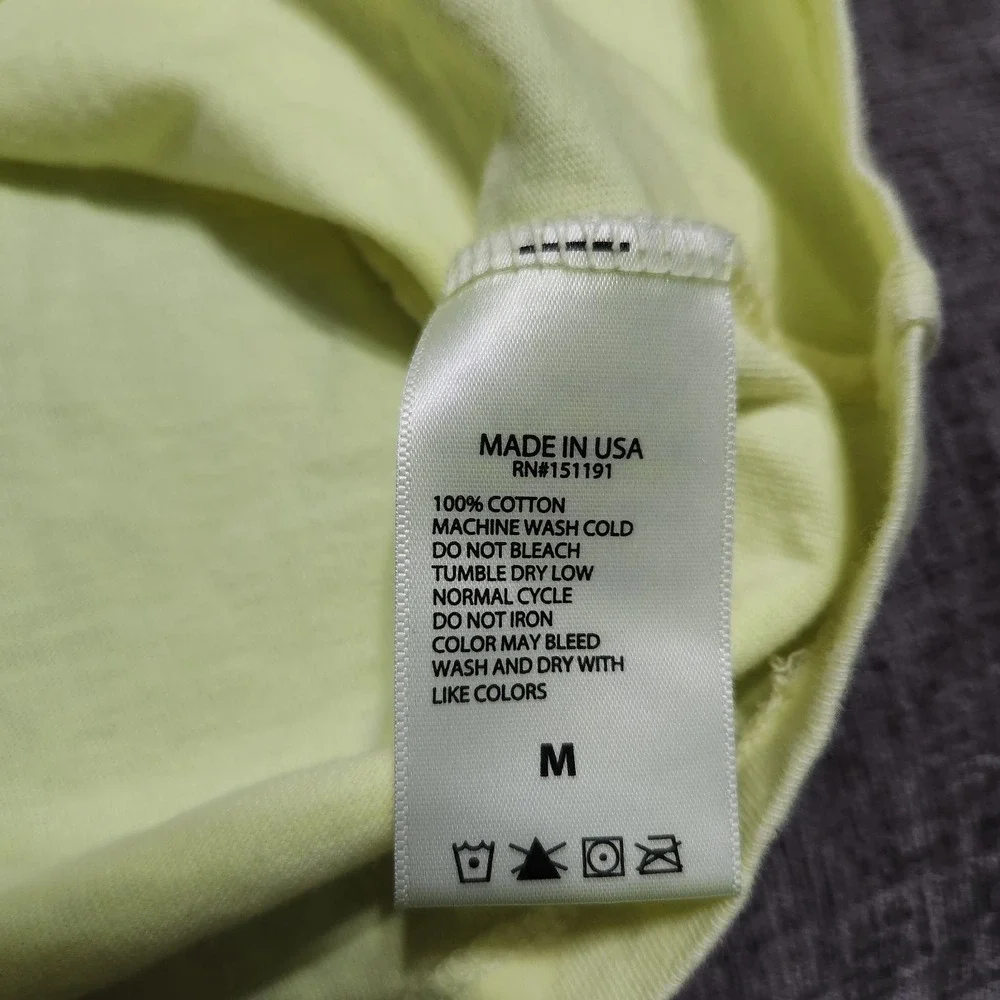 MADE IN USA
RN#151191
100% COTTON
MACHINE WASH COLD
DO NOT BLEACH
TUMBLE DRY LOW
NORMAL CYCLE
DO NOT IRON
COLOR MAY BLEED
WASH AND DRY WITH
LIKE COLORS
M